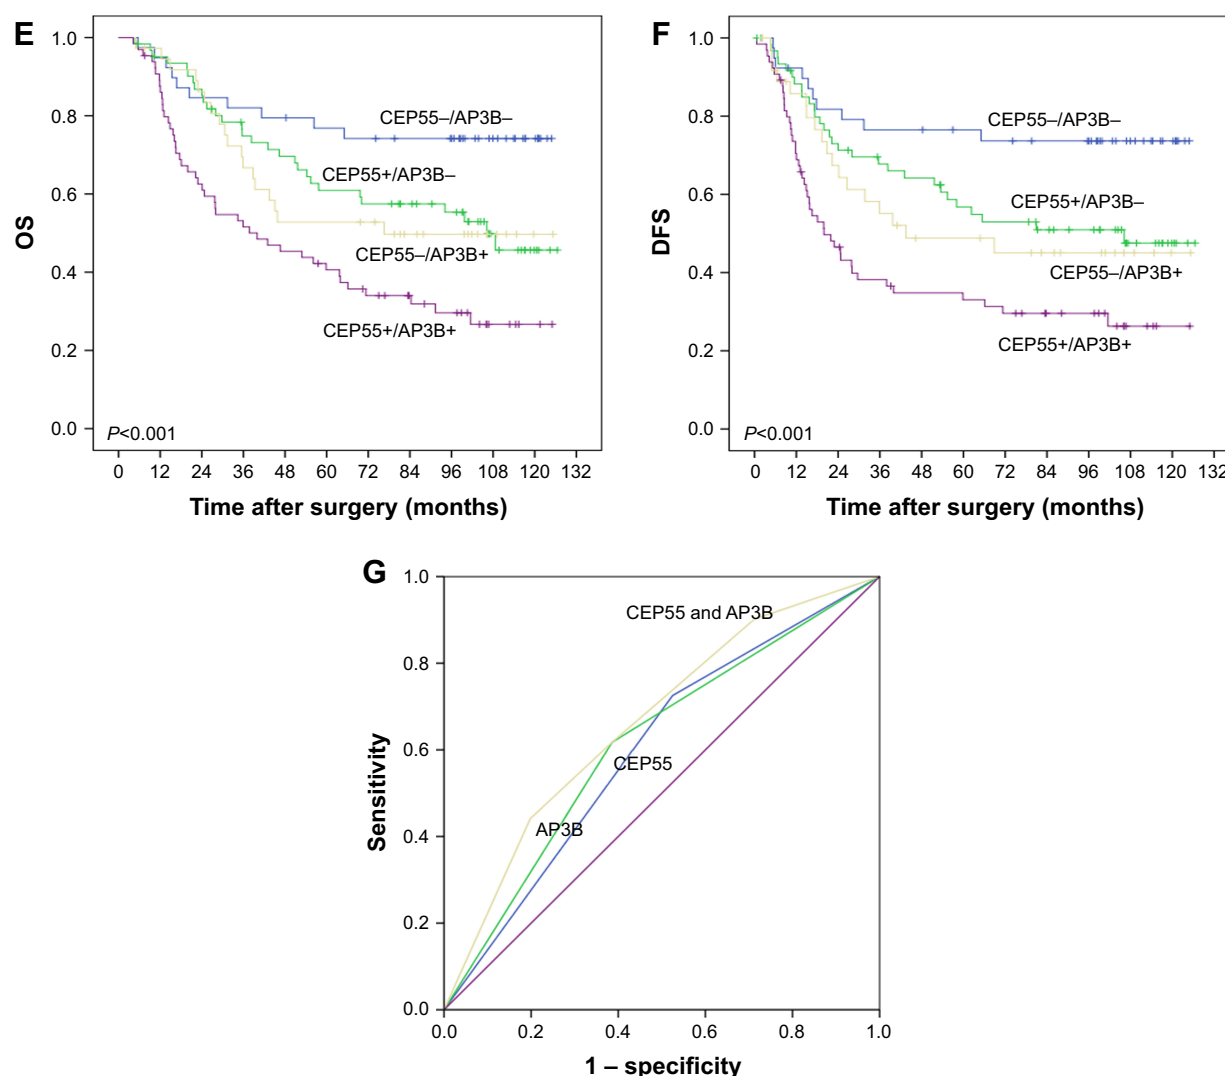 E
1.0
0.8
0.6
0.4
0.2
0.0
OS
CEP55–/AP3B–
CEP55+/AP3B–
CEP55–/AP3B+
CEP55+/AP3B+
P<0.001
0 12 24 36 48 60 72 84 96 108 120 132
Time after surgery (months)
F
1.0
0.8
0.6
0.4
0.2
0.0
DFS
CEP55–/AP3B–
CEP55+/AP3B–
CEP55–/AP3B+
CEP55+/AP3B+
P<0.001
0 12 24 36 48 60 72 84 96 108 120 132
Time after surgery (months)
G
1.0
0.8
0.6
0.4
0.2
0.0
Sensitivity
CEP55 and AP3B
CEP55
AP3B
0.0 0.2 0.4 0.6 0.8 1.0
1 – specificity